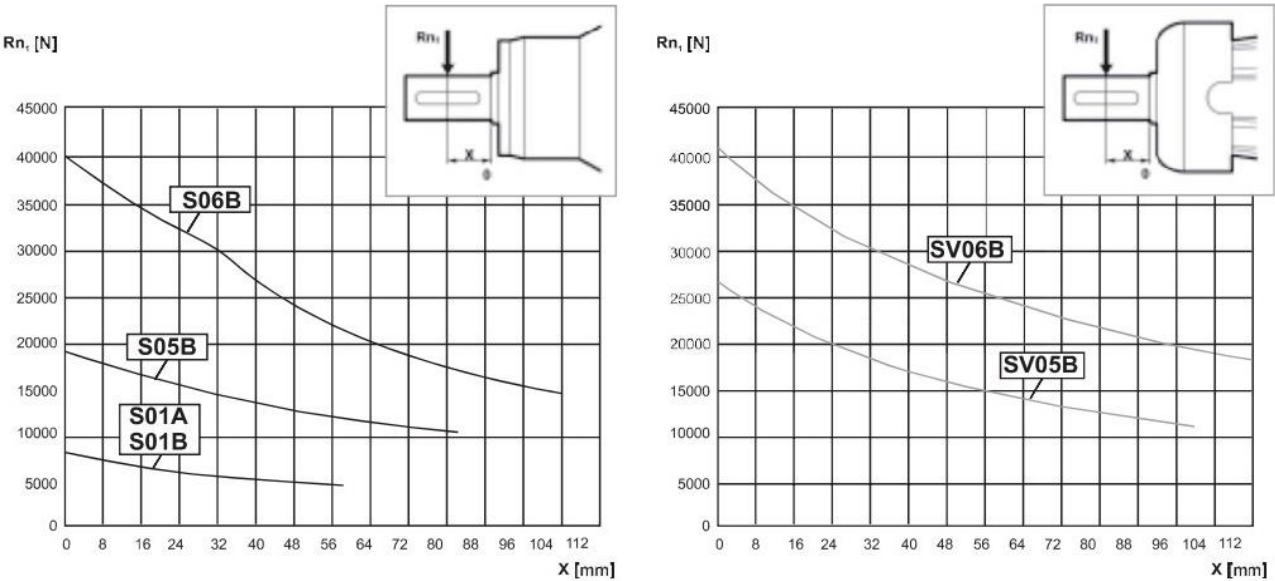 Rn₁ [N]
Rn₁
X
0
45000
40000
35000
30000
25000
20000
15000
10000
5000
0
S06B
S05B
S01A
S01B
0 8 16 24 32 40 48 56 64 72 80 88 96 104 112
X [mm]
Rn₁ [N]
Rn₁
X
0
45000
40000
35000
30000
25000
20000
15000
10000
5000
0
SV06B
SV05B
0 8 16 24 32 40 48 56 64 72 80 88 96 104 112
X [mm]